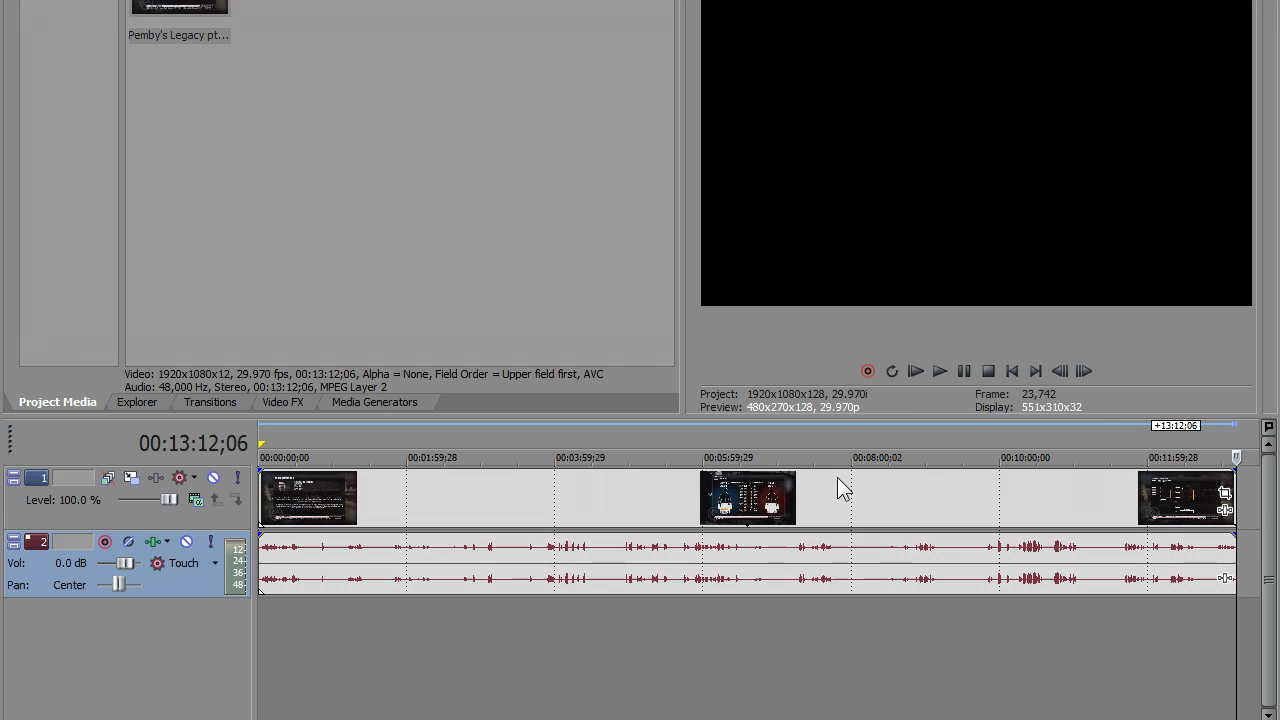 Pemby's Legacy pt...
Video: 1920x1080x12, 29.970 fps, 00:13:12;06, Alpha = None, Field Order = Upper field first, AVC
Audio: 48,000 Hz, Stereo, 00:13:12;06, MPEG Layer 2
Project Media Explorer Transitions Video FX Media Generators
Project: 1920x1080x128, 29.970i Frame: 23,742
Preview: 480x270x128, 29.970p Display: 551x310x32
+13:12;06
00:13:12;06
00:00:00;00 00:01:59;28 00:03:59;29 00:05:59;29 00:08:00;02 00:10:00;00 00:11:59;28
1
Level: 100.0 %
2
Vol: 0.0 dB Touch
Pan: Center
12
24
36
48